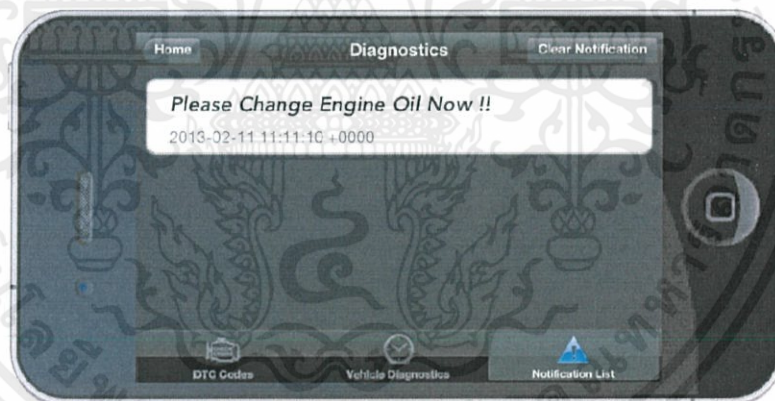 Home
Diagnostics
Clear Notification
Please Change Engine Oil Now !!
2013-02-11 11:11:10 +0000
DTC Codes
Vehicle Diagnostics
Notification List